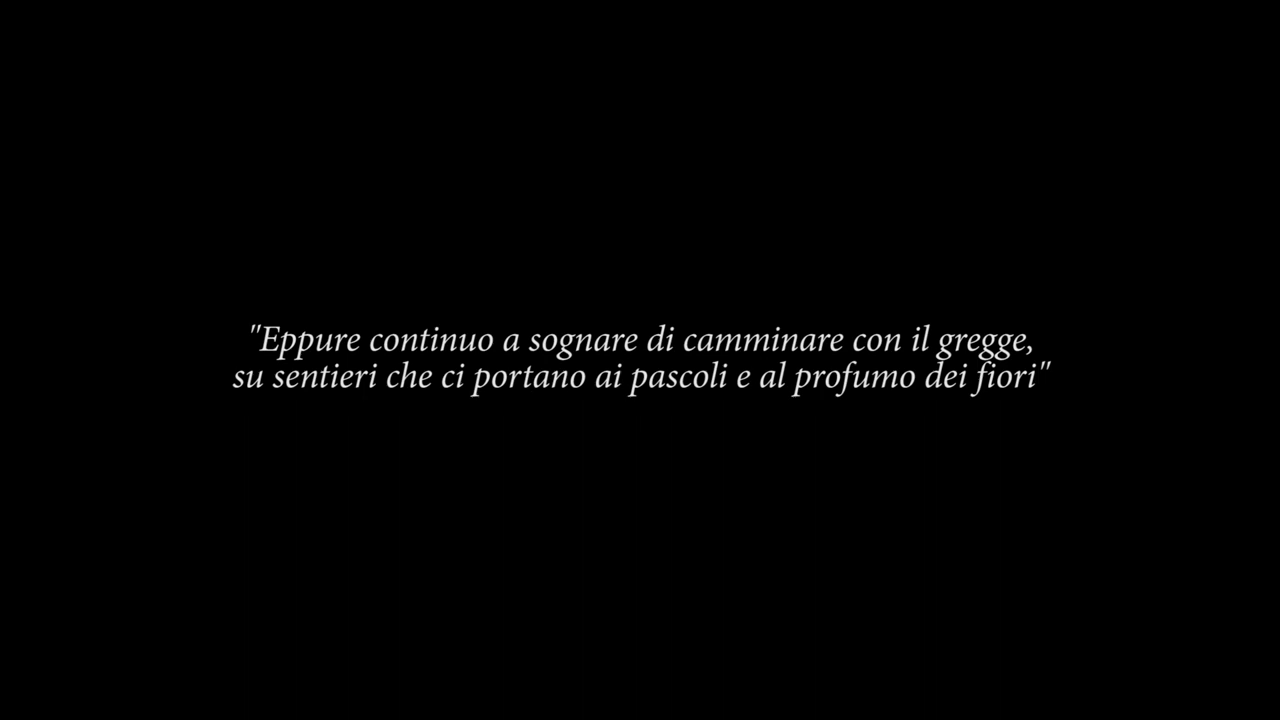 "Eppure continuo a sognare di camminare con il gregge,
su sentieri che ci portano ai pascoli e al profumo dei fiori"